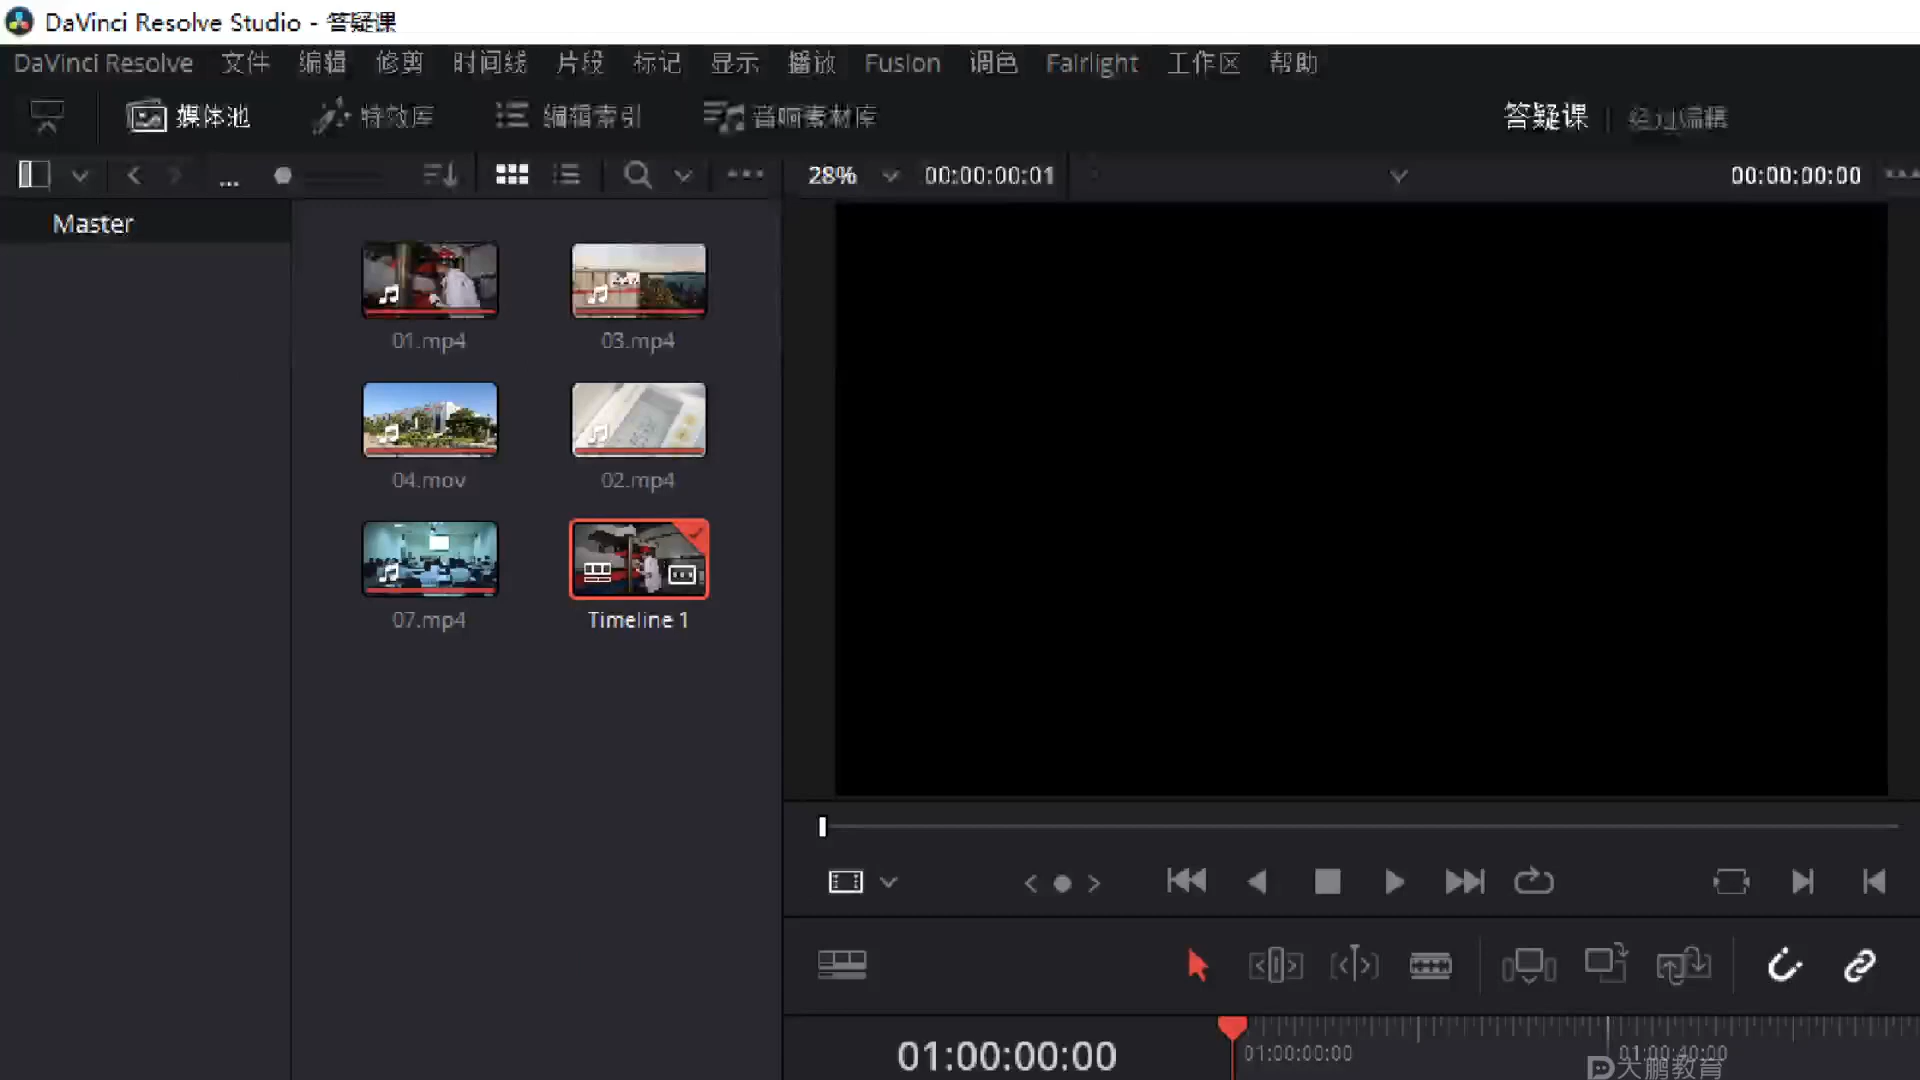 DaVinci Resolve Studio - 答疑课
DaVinci Resolve 文件 编辑 修剪 时间线 片段 标记 显示 播放 Fusion 调色 Fairlight 工作区 帮助
媒体池 特效库 编辑索引 音响素材库 答疑课 经过编辑
... 28% 00:00:00:01 00:00:00:00
Master
01.mp4 03.mp4
04.mov 02.mp4
07.mp4 Timeline 1
01:00:00:00 01:00:00:00 01:00:40:00
大鹏教育